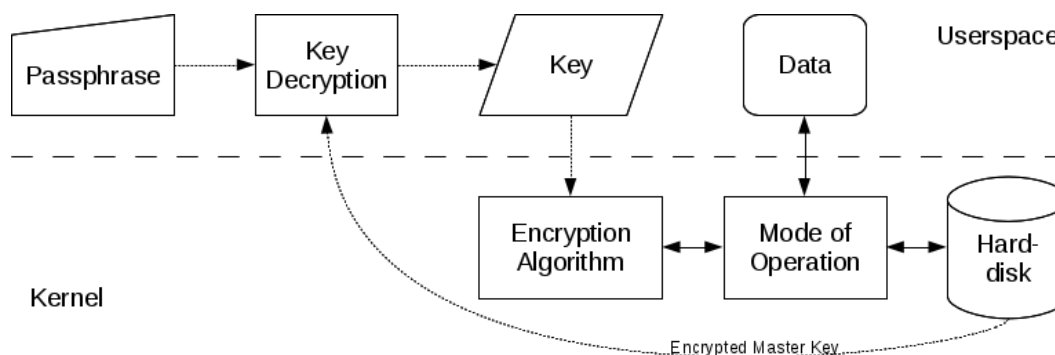 Passphrase
Key
Decryption
Key
Data
Userspace
Encryption
Algorithm
Mode of
Operation
Hard-
disk
Kernel
Encrypted Master Key